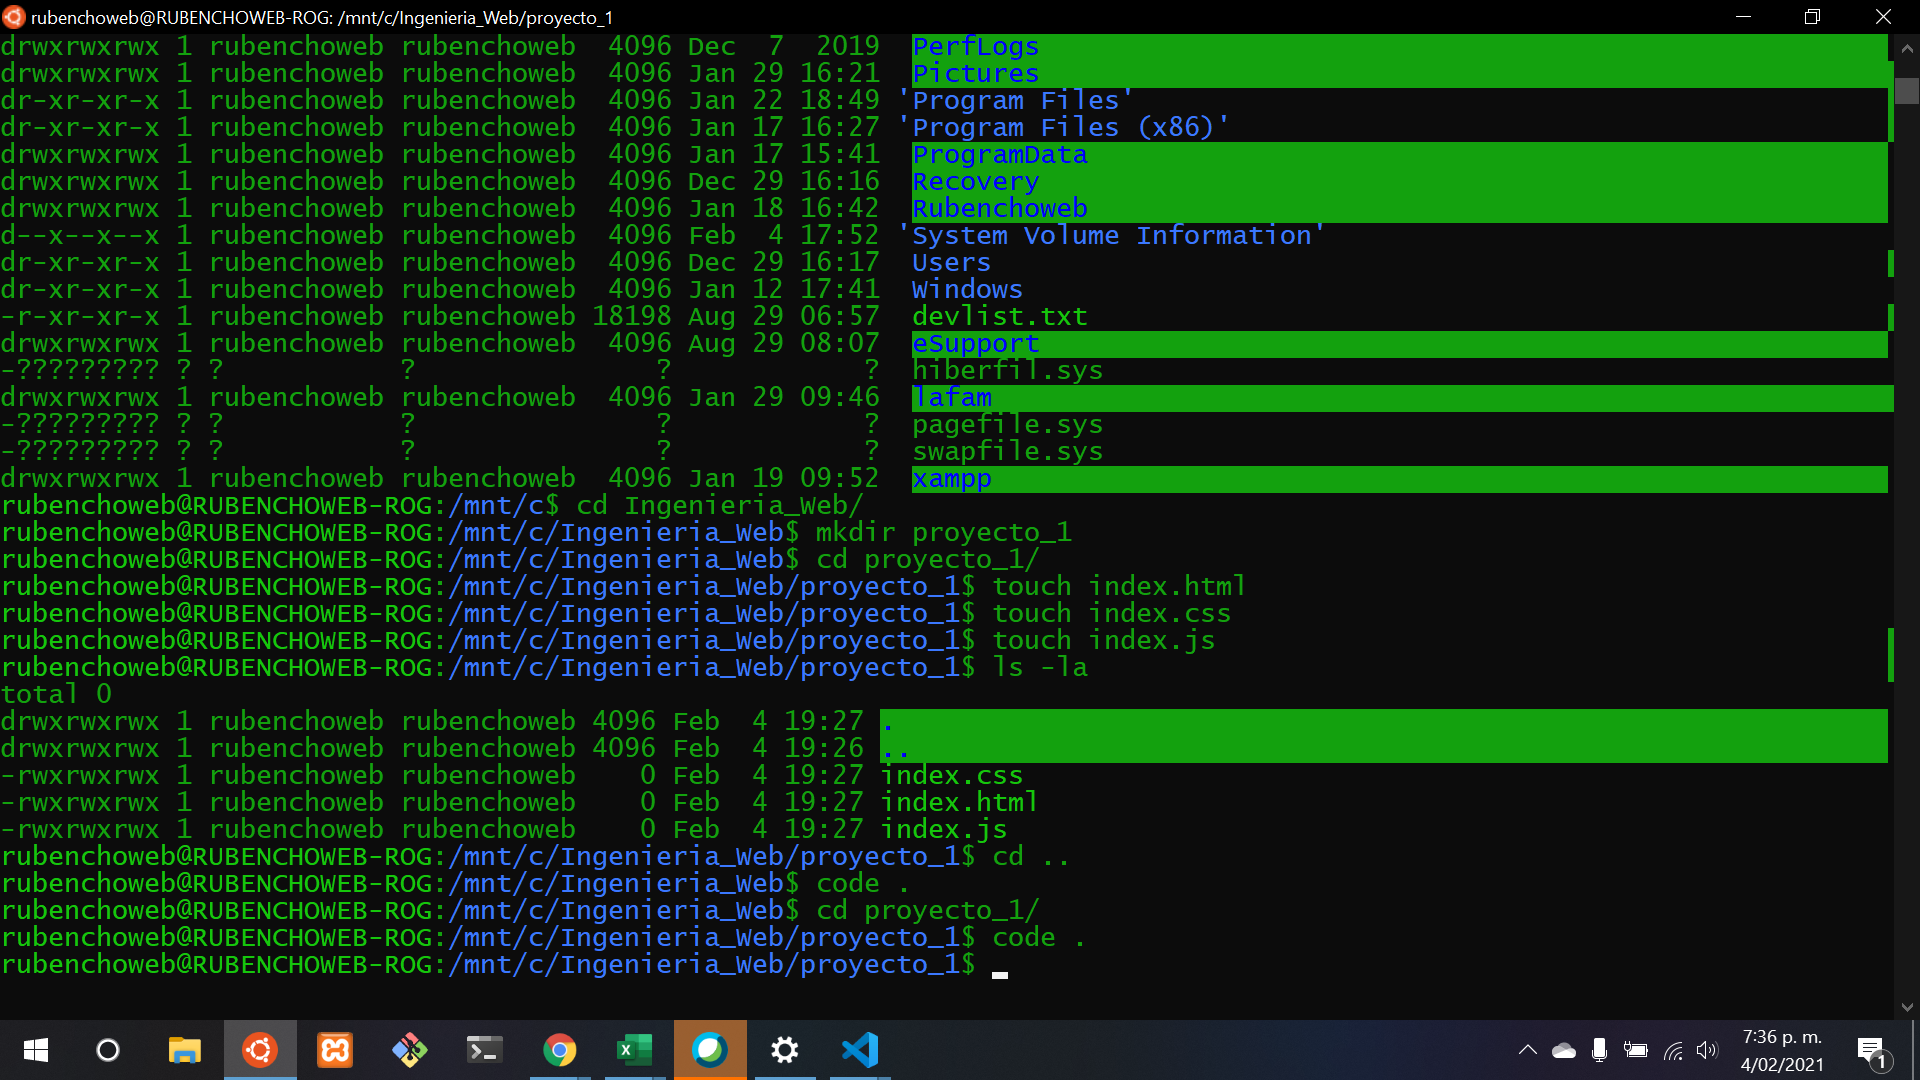 rubenchoweb@RUBENCHOWEB-ROG: /mnt/c/Ingenieria_Web/proyecto_1
drwxrwxrwx 1 rubenchoweb rubenchoweb  4096 Dec  7  2019  PerfLogs
drwxrwxrwx 1 rubenchoweb rubenchoweb  4096 Jan 29 16:21  Pictures
dr-xr-xr-x 1 rubenchoweb rubenchoweb  4096 Jan 22 18:49 'Program Files'
dr-xr-xr-x 1 rubenchoweb rubenchoweb  4096 Jan 17 16:27 'Program Files (x86)'
drwxrwxrwx 1 rubenchoweb rubenchoweb  4096 Jan 17 15:41  ProgramData
drwxrwxrwx 1 rubenchoweb rubenchoweb  4096 Dec 29 16:16  Recovery
drwxrwxrwx 1 rubenchoweb rubenchoweb  4096 Jan 18 16:42  Rubenchoweb
d--x--x--x 1 rubenchoweb rubenchoweb  4096 Feb  4 17:52 'System Volume Information'
dr-xr-xr-x 1 rubenchoweb rubenchoweb  4096 Dec 29 16:17  Users
dr-xr-xr-x 1 rubenchoweb rubenchoweb  4096 Jan 12 17:41  Windows
-r-xr-xr-x 1 rubenchoweb rubenchoweb 18198 Aug 29 06:57  devlist.txt
drwxrwxrwx 1 rubenchoweb rubenchoweb  4096 Aug 29 08:07  eSupport
-????????? ? ?           ?               ?            ?  hiberfil.sys
drwxrwxrwx 1 rubenchoweb rubenchoweb  4096 Jan 29 09:46  lafam
-????????? ? ?           ?               ?            ?  pagefile.sys
-????????? ? ?           ?               ?            ?  swapfile.sys
drwxrwxrwx 1 rubenchoweb rubenchoweb  4096 Jan 19 09:52  xampp
rubenchoweb@RUBENCHOWEB-ROG:/mnt/c$ cd Ingenieria_Web/
rubenchoweb@RUBENCHOWEB-ROG:/mnt/c/Ingenieria_Web$ mkdir proyecto_1
rubenchoweb@RUBENCHOWEB-ROG:/mnt/c/Ingenieria_Web$ cd proyecto_1/
rubenchoweb@RUBENCHOWEB-ROG:/mnt/c/Ingenieria_Web/proyecto_1$ touch index.html
rubenchoweb@RUBENCHOWEB-ROG:/mnt/c/Ingenieria_Web/proyecto_1$ touch index.css
rubenchoweb@RUBENCHOWEB-ROG:/mnt/c/Ingenieria_Web/proyecto_1$ touch index.js
rubenchoweb@RUBENCHOWEB-ROG:/mnt/c/Ingenieria_Web/proyecto_1$ ls -la
total 0
drwxrwxrwx 1 rubenchoweb rubenchoweb 4096 Feb  4 19:27 .
drwxrwxrwx 1 rubenchoweb rubenchoweb 4096 Feb  4 19:26 ..
-rwxrwxrwx 1 rubenchoweb rubenchoweb    0 Feb  4 19:27 index.css
-rwxrwxrwx 1 rubenchoweb rubenchoweb    0 Feb  4 19:27 index.html
-rwxrwxrwx 1 rubenchoweb rubenchoweb    0 Feb  4 19:27 index.js
rubenchoweb@RUBENCHOWEB-ROG:/mnt/c/Ingenieria_Web/proyecto_1$ cd ..
rubenchoweb@RUBENCHOWEB-ROG:/mnt/c/Ingenieria_Web$ code .
rubenchoweb@RUBENCHOWEB-ROG:/mnt/c/Ingenieria_Web$ cd proyecto_1/
rubenchoweb@RUBENCHOWEB-ROG:/mnt/c/Ingenieria_Web/proyecto_1$ code .
rubenchoweb@RUBENCHOWEB-ROG:/mnt/c/Ingenieria_Web/proyecto_1$
7:36 p. m.
4/02/2021
1